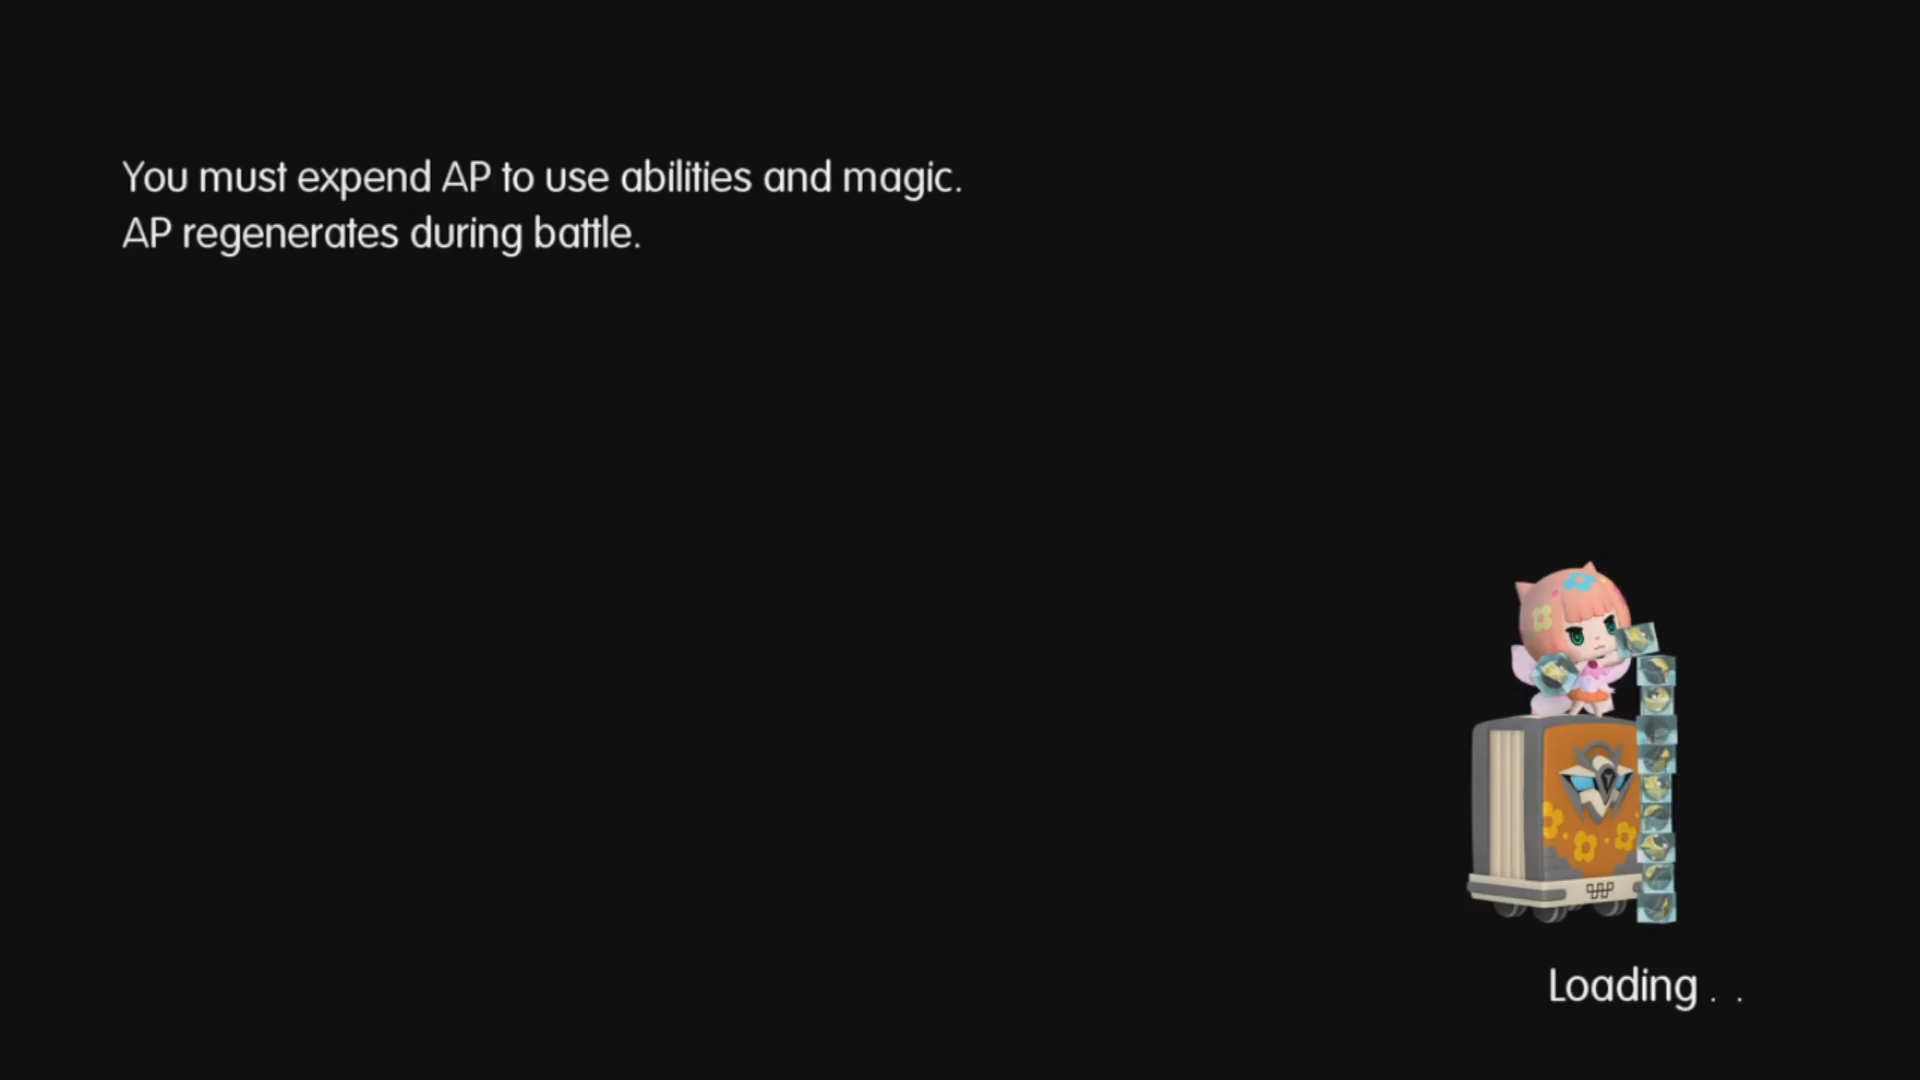 You must expend AP to use abilities and magic.
AP regenerates during battle.
Loading . .